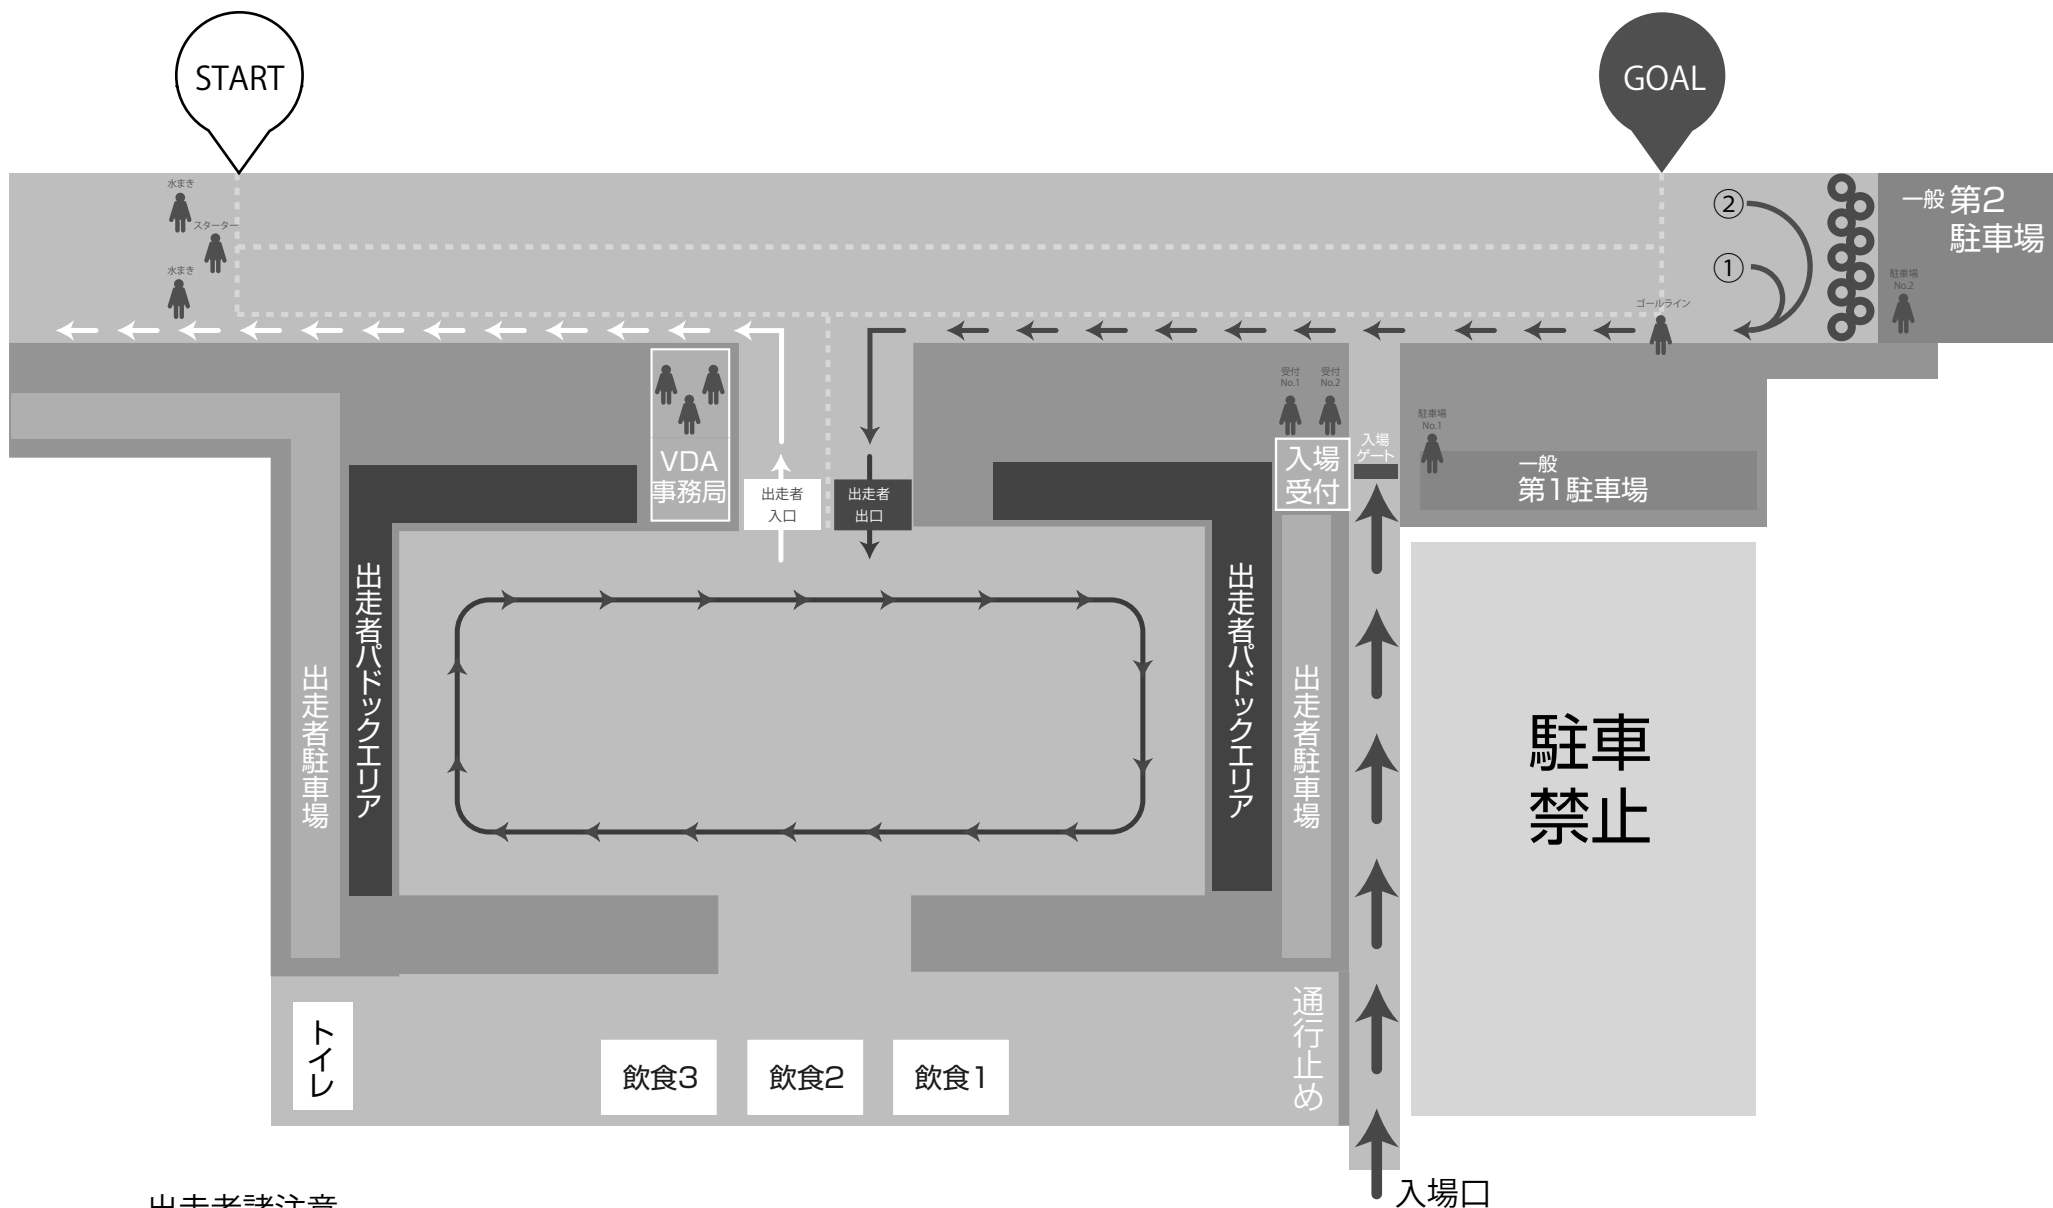 START
GOAL
水まき
スターター
水まき
②
①
一般 第2
駐車場
駐車場
No.2
ゴールライン
受付
No.1
受付
No.2
駐車場
No.1
VDA
事務局
出走者
入口
出走者
出口
入場
受付
入場
ゲート
一般
第1駐車場
出走者駐車場
出走者パドックエリア
出走者パドックエリア
出走者駐車場
駐車
禁止
トイレ
飲食3
飲食2
飲食1
通行止め
入場口
出走者諸注意